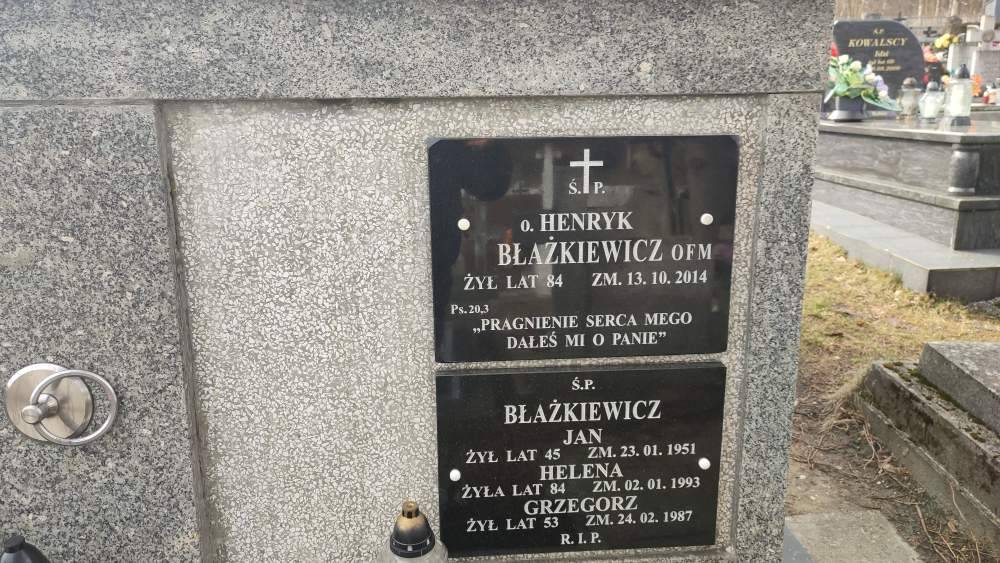 Ś. P.
O. HENRYK
BŁAŻKIEWICZ OFM
ŻYŁ LAT 84 ZM. 13. 10. 2014
Ps. 20,3
„PRAGNIENIE SERCA MEGO
DAŁEŚ MI O PANIE”
Ś.P.
BŁAŻKIEWICZ
JAN
ŻYŁ LAT 45 ZM. 23. 01. 1951
HELENA
ŻYŁA LAT 84 ZM. 02. 01. 1993
GRZEGORZ
ŻYŁ LAT 53 ZM. 24. 02. 1987
R. I. P.
Ś.P.
KOWALSCY